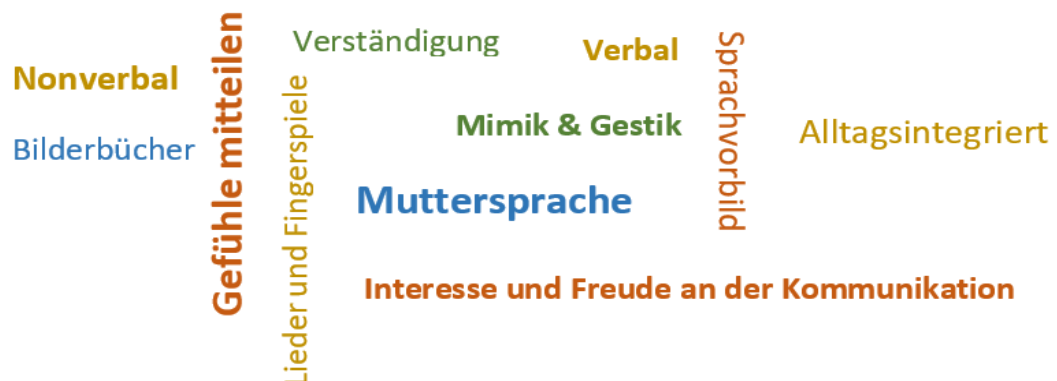 Nonverbal
Bilderbücher
Gefühle mitteilen
Lieder und Fingerspiele
Verständigung
Verbal
Mimik & Gestik
Muttersprache
Sprachvorbild
Alltagsintegriert
Interesse und Freude an der Kommunikation